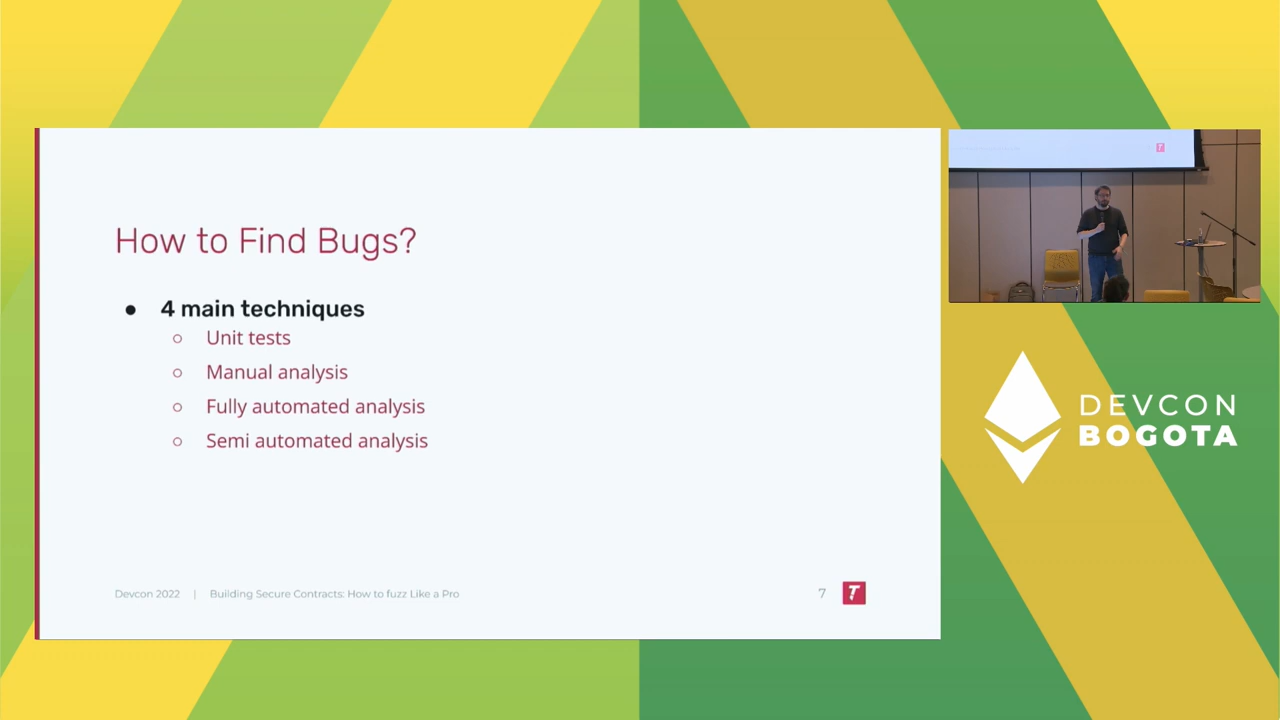 How to Find Bugs?
● 4 main techniques
○ Unit tests
○ Manual analysis
○ Fully automated analysis
○ Semi automated analysis
Devcon 2022 | Building Secure Contracts: How to fuzz Like a Pro
7
DEVCON
BOGOTA